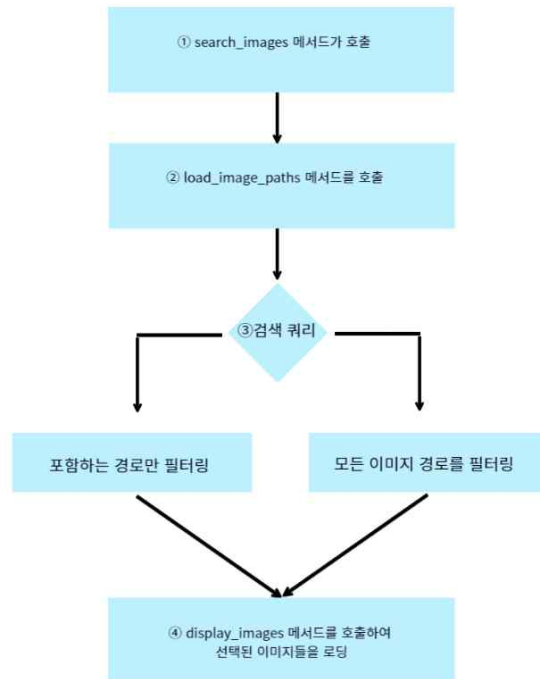 ① search_images 메서드가 호출
② load_image_paths 메서드를 호출
③검색 쿼리
포함하는 경로만 필터링
모든 이미지 경로를 필터링
④ display_images 메서드를 호출하여
선택된 이미지들을 로딩